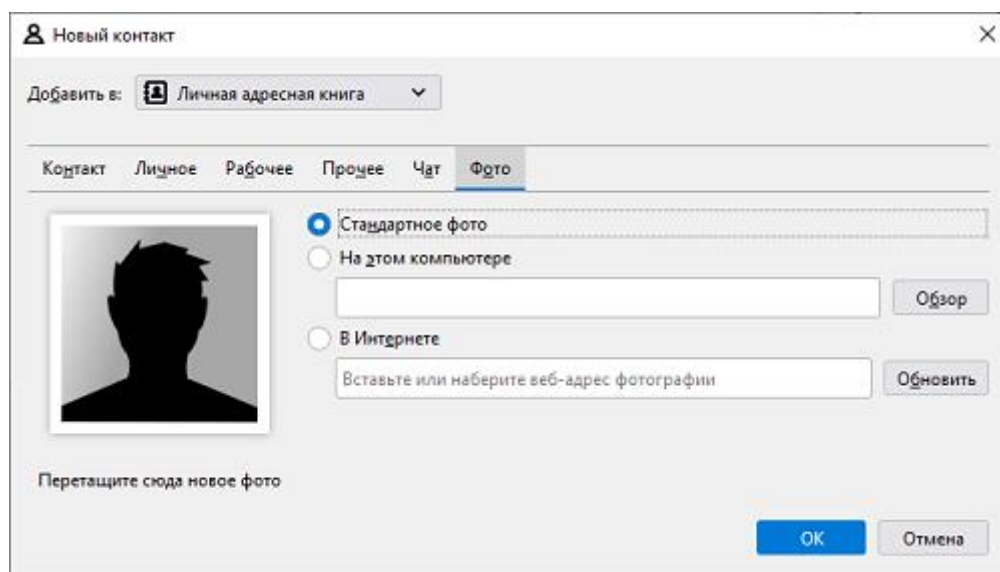 Новый контакт
Добавить в: Личная адресная книга
Контакт Личное Рабочее Прочее Чат Фото
Стандартное фото
На этом компьютере
Обзор
В Интернете
Вставьте или наберите веб-адрес фотографии Обновить
Перетащите сюда новое фото
ОК Отмена